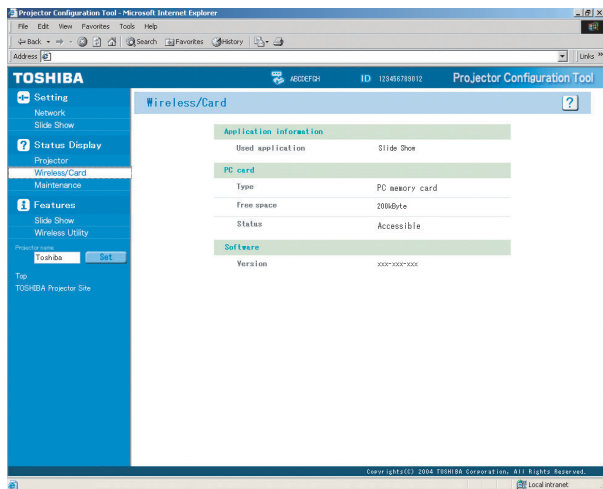 Projector Configuration Tool - Microsoft Internet Explorer
File Edit View Favorites Tools Help
Back Search Favorites History
Address Links »
TOSHIBA ABCDEFGH ID 123456789012 Projector Configuration Tool
Setting
Network
Slide Show
? Status Display
Projector
Wireless/Card
Maintenance
i Features
Slide Show
Wireless Utility
Projector name
Toshiba Set
Top
TOSHIBA Projector Site
Wireless/Card ?
Application information
Used application Slide Show
PC card
Type PC memory card
Free space 200kByte
Status Accessible
Software
Version xxx-xxx-xxx
Copyrights(C) 2004 TOSHIBA Corporation, All Rights Reserved.
Local intranet